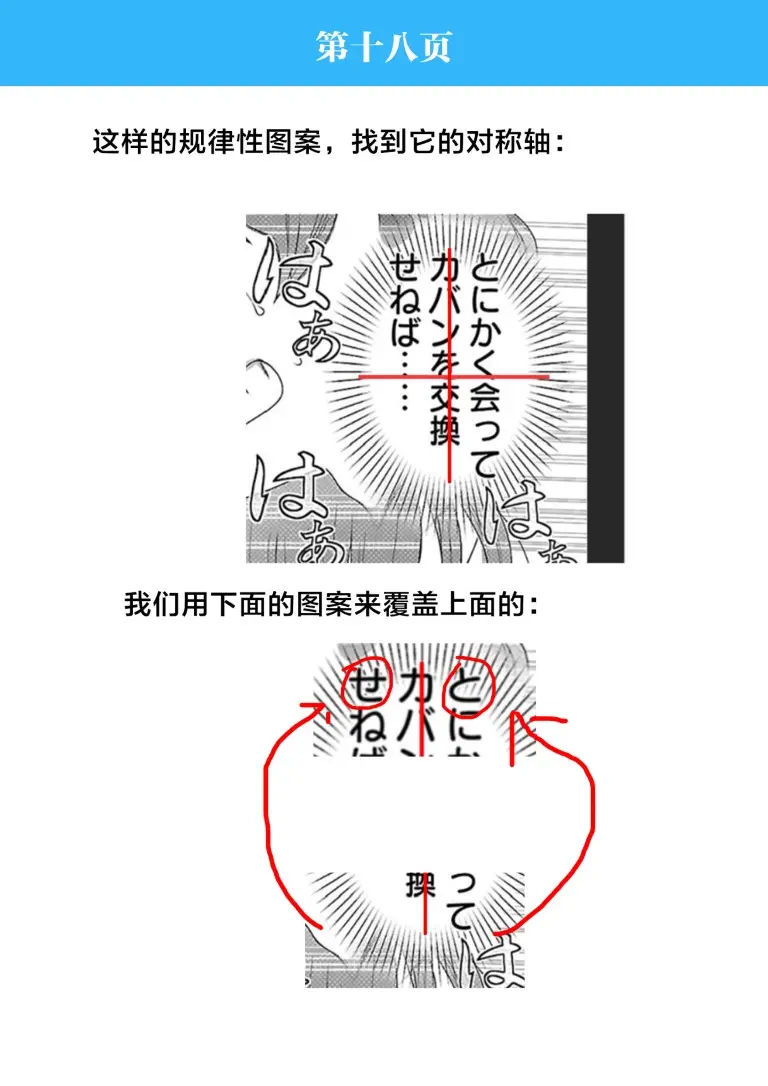 第十八页
这样的规律性图案，找到它的对称轴：
とにかく会って
カバンを交換
せねば……
はぁ
はぁ
はぁ
我们用下面的图案来覆盖上面的：
とにか
カバン
せねば
って
換
は